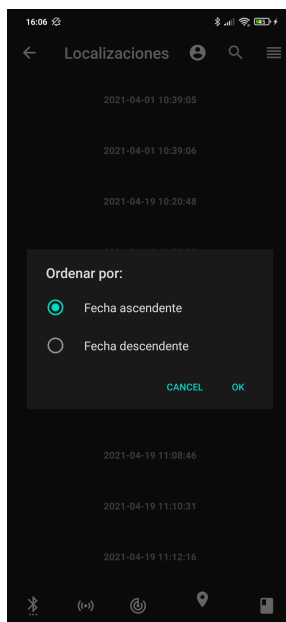 16:06
Localizaciones
2021-04-01 10:39:05
2021-04-01 10:39:06
2021-04-19 10:20:48
Ordenar por:
Fecha ascendente
Fecha descendente
CANCEL OK
2021-04-19 11:08:46
2021-04-19 11:10:31
2021-04-19 11:12:16